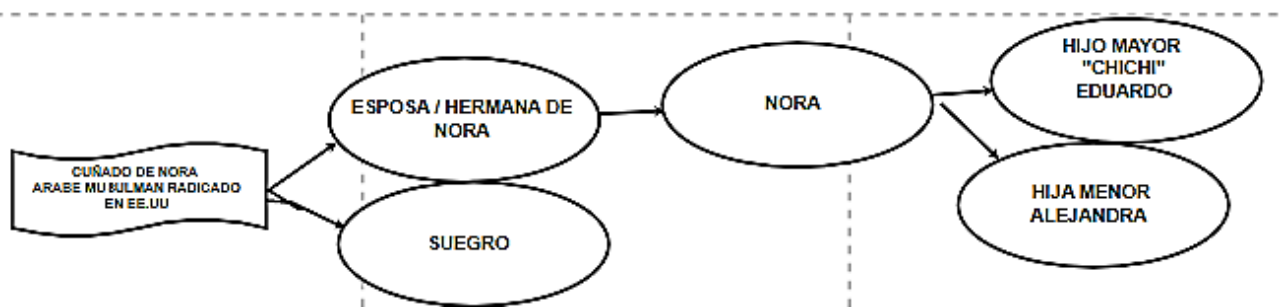 CUÑADO DE NORA
ARABE MUSULMAN RADICADO
EN EE.UU
ESPOSA / HERMANA DE
NORA
SUEGRO
NORA
HIJO MAYOR
"CHICHI"
EDUARDO
HIJA MENOR
ALEJANDRA